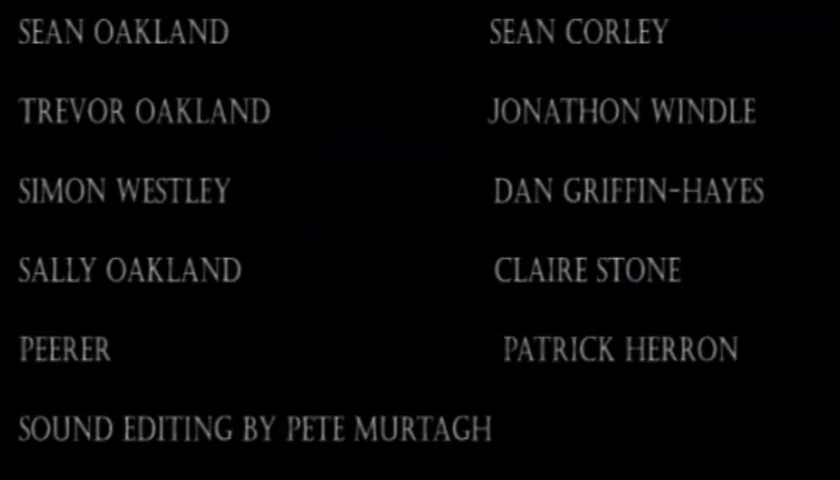 SEAN OAKLAND SEAN CORLEY
TREVOR OAKLAND JONATHON WINDLE
SIMON WESTLEY DAN GRIFFIN-HAYES
SALLY OAKLAND CLAIRE STONE
PEERER PATRICK HERRON
SOUND EDITING BY PETE MURTAGH